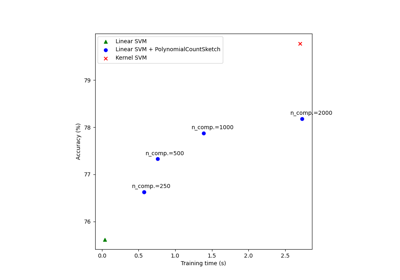 Linear SVM
Linear SVM + PolynomialCountSketch
Kernel SVM
79
78
77
76
Accuracy (%)
n_comp.=2000
n_comp.=1000
n_comp.=500
n_comp.=250
0.0 0.5 1.0 1.5 2.0 2.5
Training time (s)